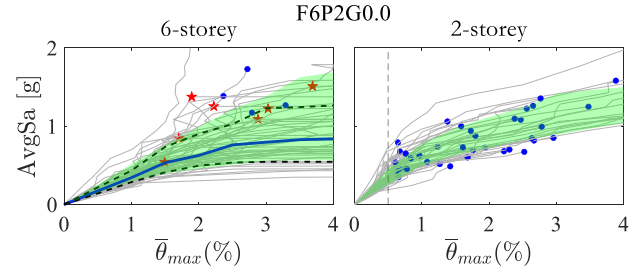 F6P2G0.0
6-storey 2-storey
AvgSa [g]
2
1
0
0 1 2 3 4
1 2 3 4
θ̅max(%) θ̅max(%)